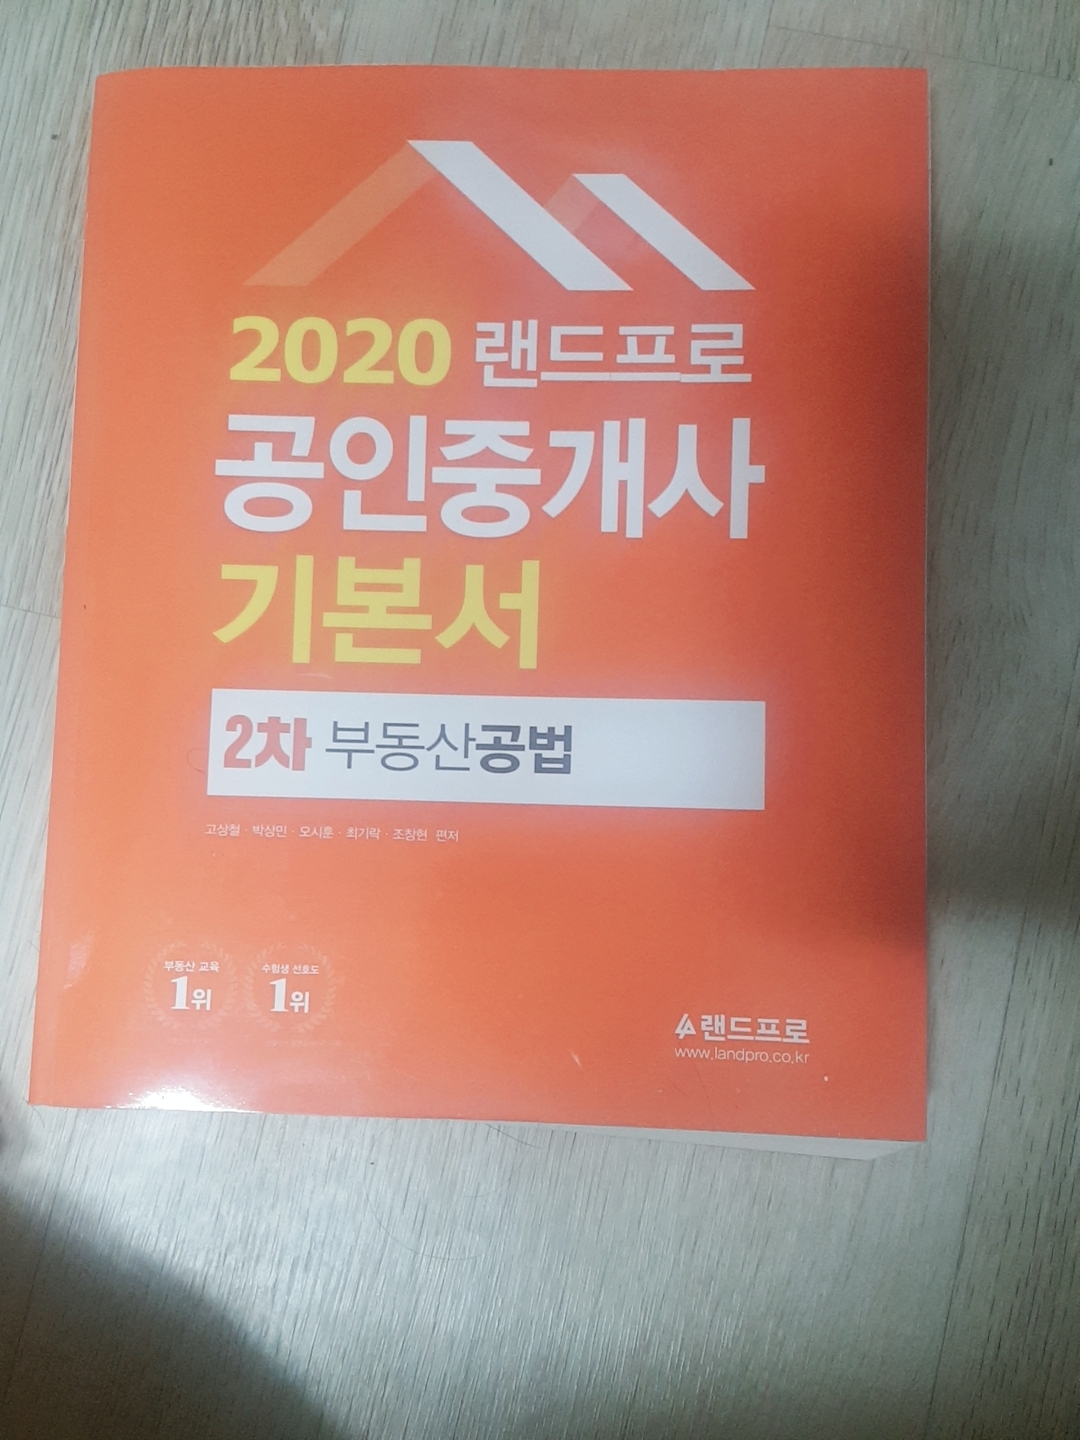 2020 랜드프로
공인중개사
기본서
2차 부동산공법
고상철 · 박상민 · 오시훈 · 최기락 · 조창현 편저
부동산 교육
1위
수험생 선호도
1위
랜드프로
www.landpro.co.kr